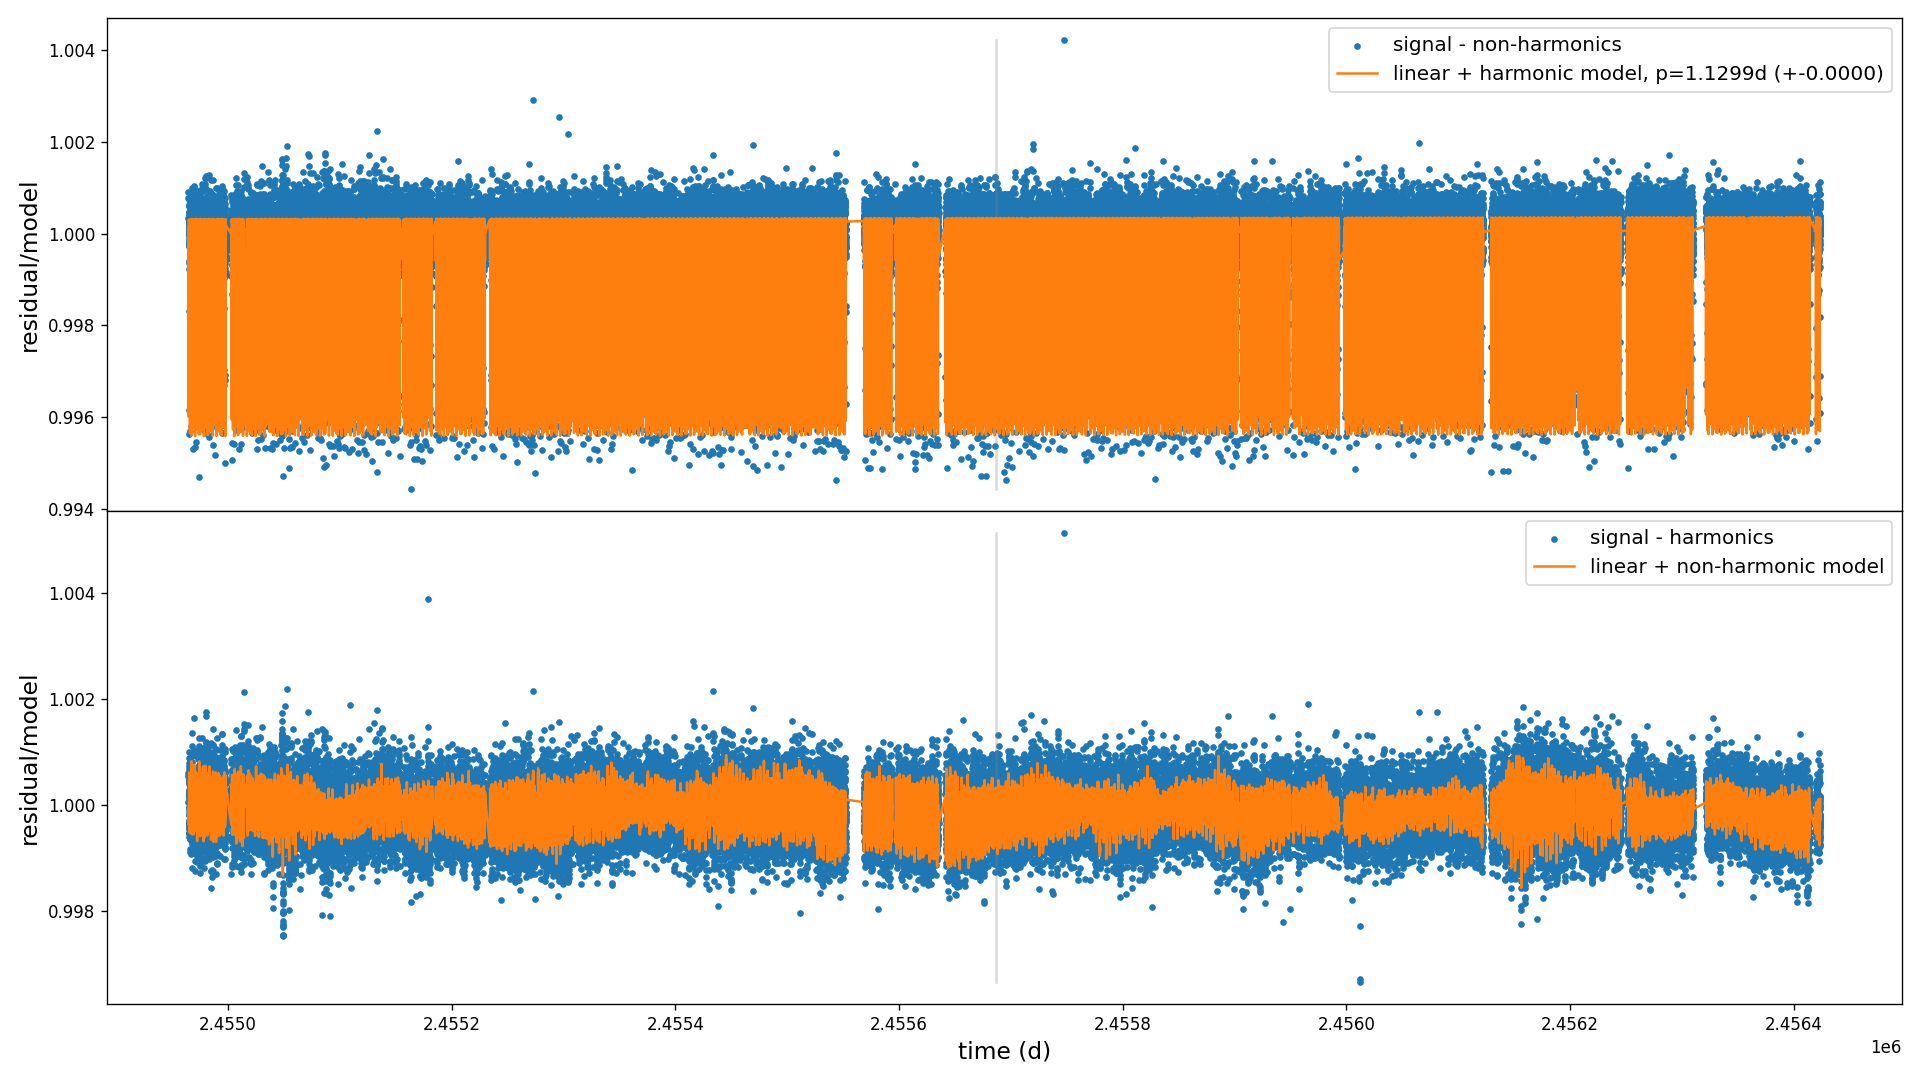 signal - non-harmonics
linear + harmonic model, p=1.1299d (+-0.0000)
residual/model
1.004
1.002
1.000
0.998
0.996
0.994
signal - harmonics
linear + non-harmonic model
residual/model
1.004
1.002
1.000
0.998
2.4550 2.4552 2.4554 2.4556 2.4558 2.4560 2.4562 2.4564
time (d)
1e6